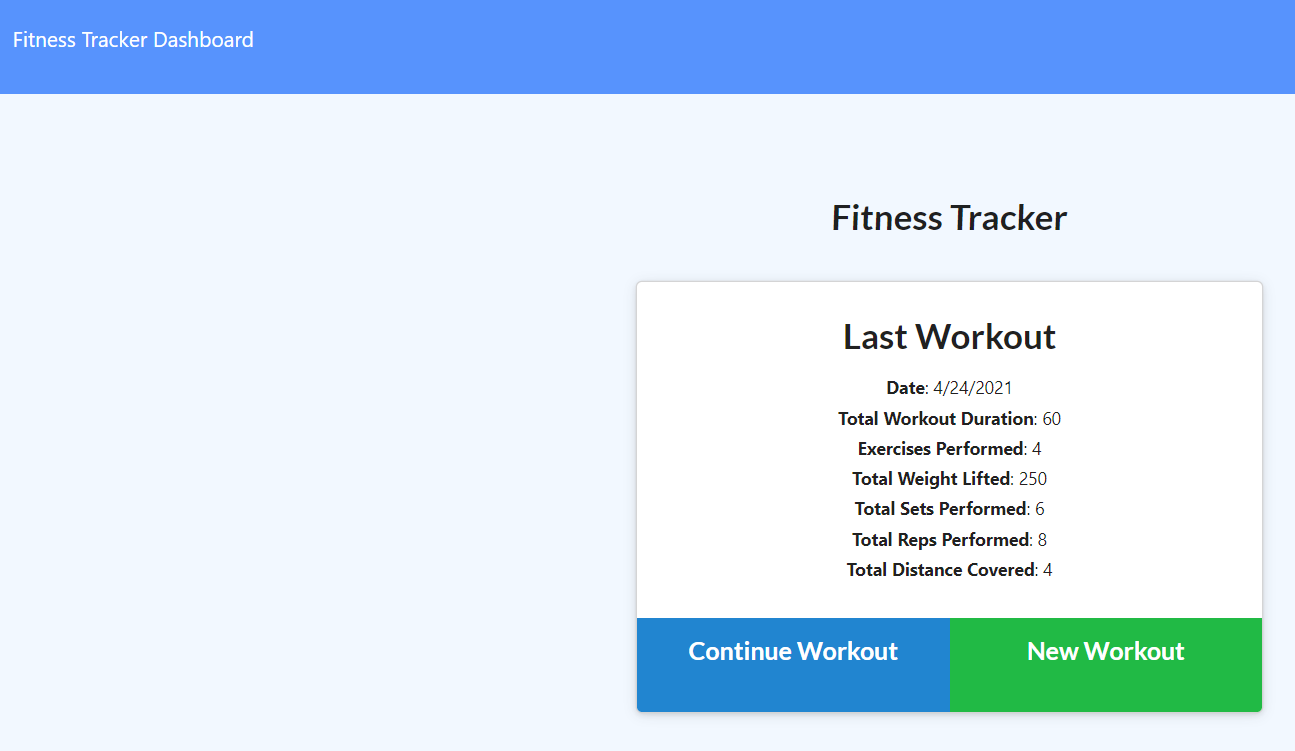 Fitness Tracker Dashboard
Fitness Tracker
Last Workout
Date: 4/24/2021
Total Workout Duration: 60
Exercises Performed: 4
Total Weight Lifted: 250
Total Sets Performed: 6
Total Reps Performed: 8
Total Distance Covered: 4
Continue Workout
New Workout